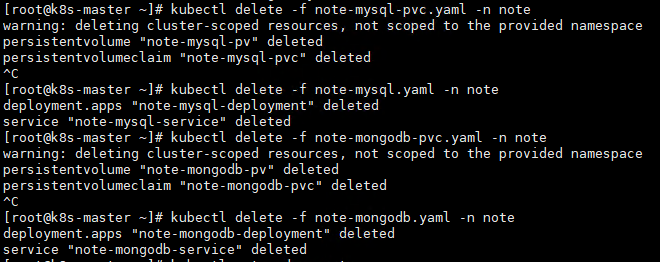 [root@k8s-master ~]# kubectl delete -f note-mysql-pvc.yaml -n note
warning: deleting cluster-scoped resources, not scoped to the provided namespace
persistentvolume "note-mysql-pv" deleted
persistentvolumeclaim "note-mysql-pvc" deleted
^C
[root@k8s-master ~]# kubectl delete -f note-mysql.yaml -n note
deployment.apps "note-mysql-deployment" deleted
service "note-mysql-service" deleted
[root@k8s-master ~]# kubectl delete -f note-mongodb-pvc.yaml -n note
warning: deleting cluster-scoped resources, not scoped to the provided namespace
persistentvolume "note-mongodb-pv" deleted
persistentvolumeclaim "note-mongodb-pvc" deleted
^C
[root@k8s-master ~]# kubectl delete -f note-mongodb.yaml -n note
deployment.apps "note-mongodb-deployment" deleted
service "note-mongodb-service" deleted